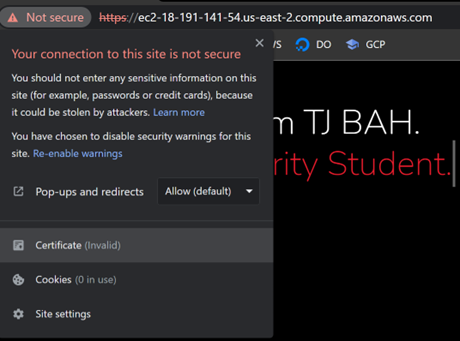 Not secure https://ec2-18-191-141-54.us-east-2.compute.amazonaws.com
Your connection to this site is not secure
DO GCP
You should not enter any sensitive information on this
site (for example, passwords or credit cards), because
it could be stolen by attackers. Learn more
m TJ BAH.
You have chosen to disable security warnings for this
site. Re-enable warnings
rity Student.
Pop-ups and redirects Allow (default)
Certificate (Invalid)
Cookies (0 in use)
Site settings